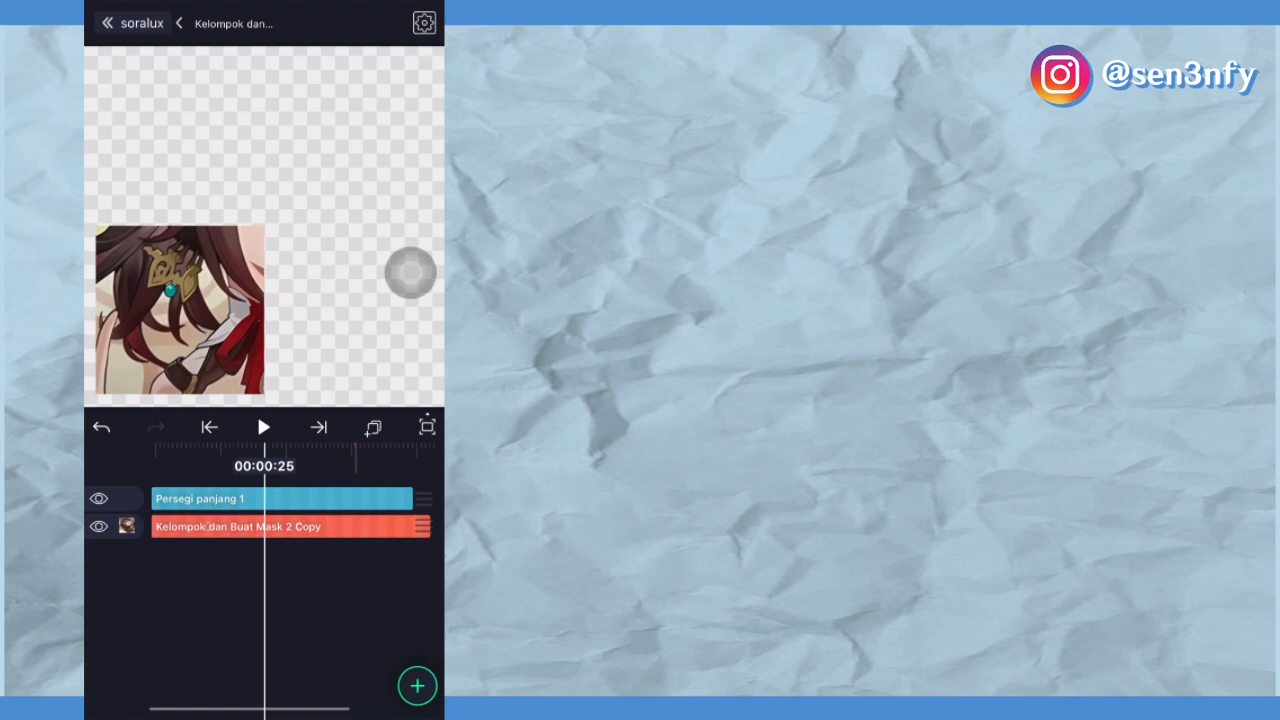 soralux
Kelompok dan...
@sen3nfy
00:00:25
Persegi panjang 1
Kelompok dan Buat Mask 2 Copy